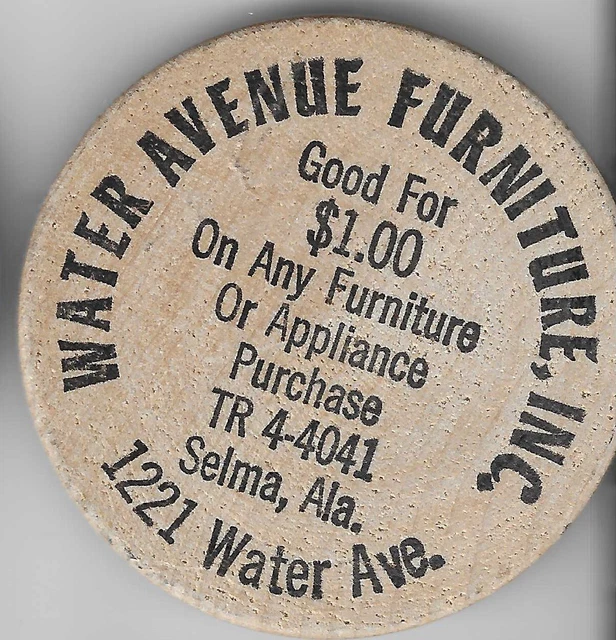 WATER AVENUE FURNITURE, INC.
Good For
$1.00
On Any Furniture
Or Appliance
Purchase
TR 4-4041
Selma, Ala.
1221 Water Ave.